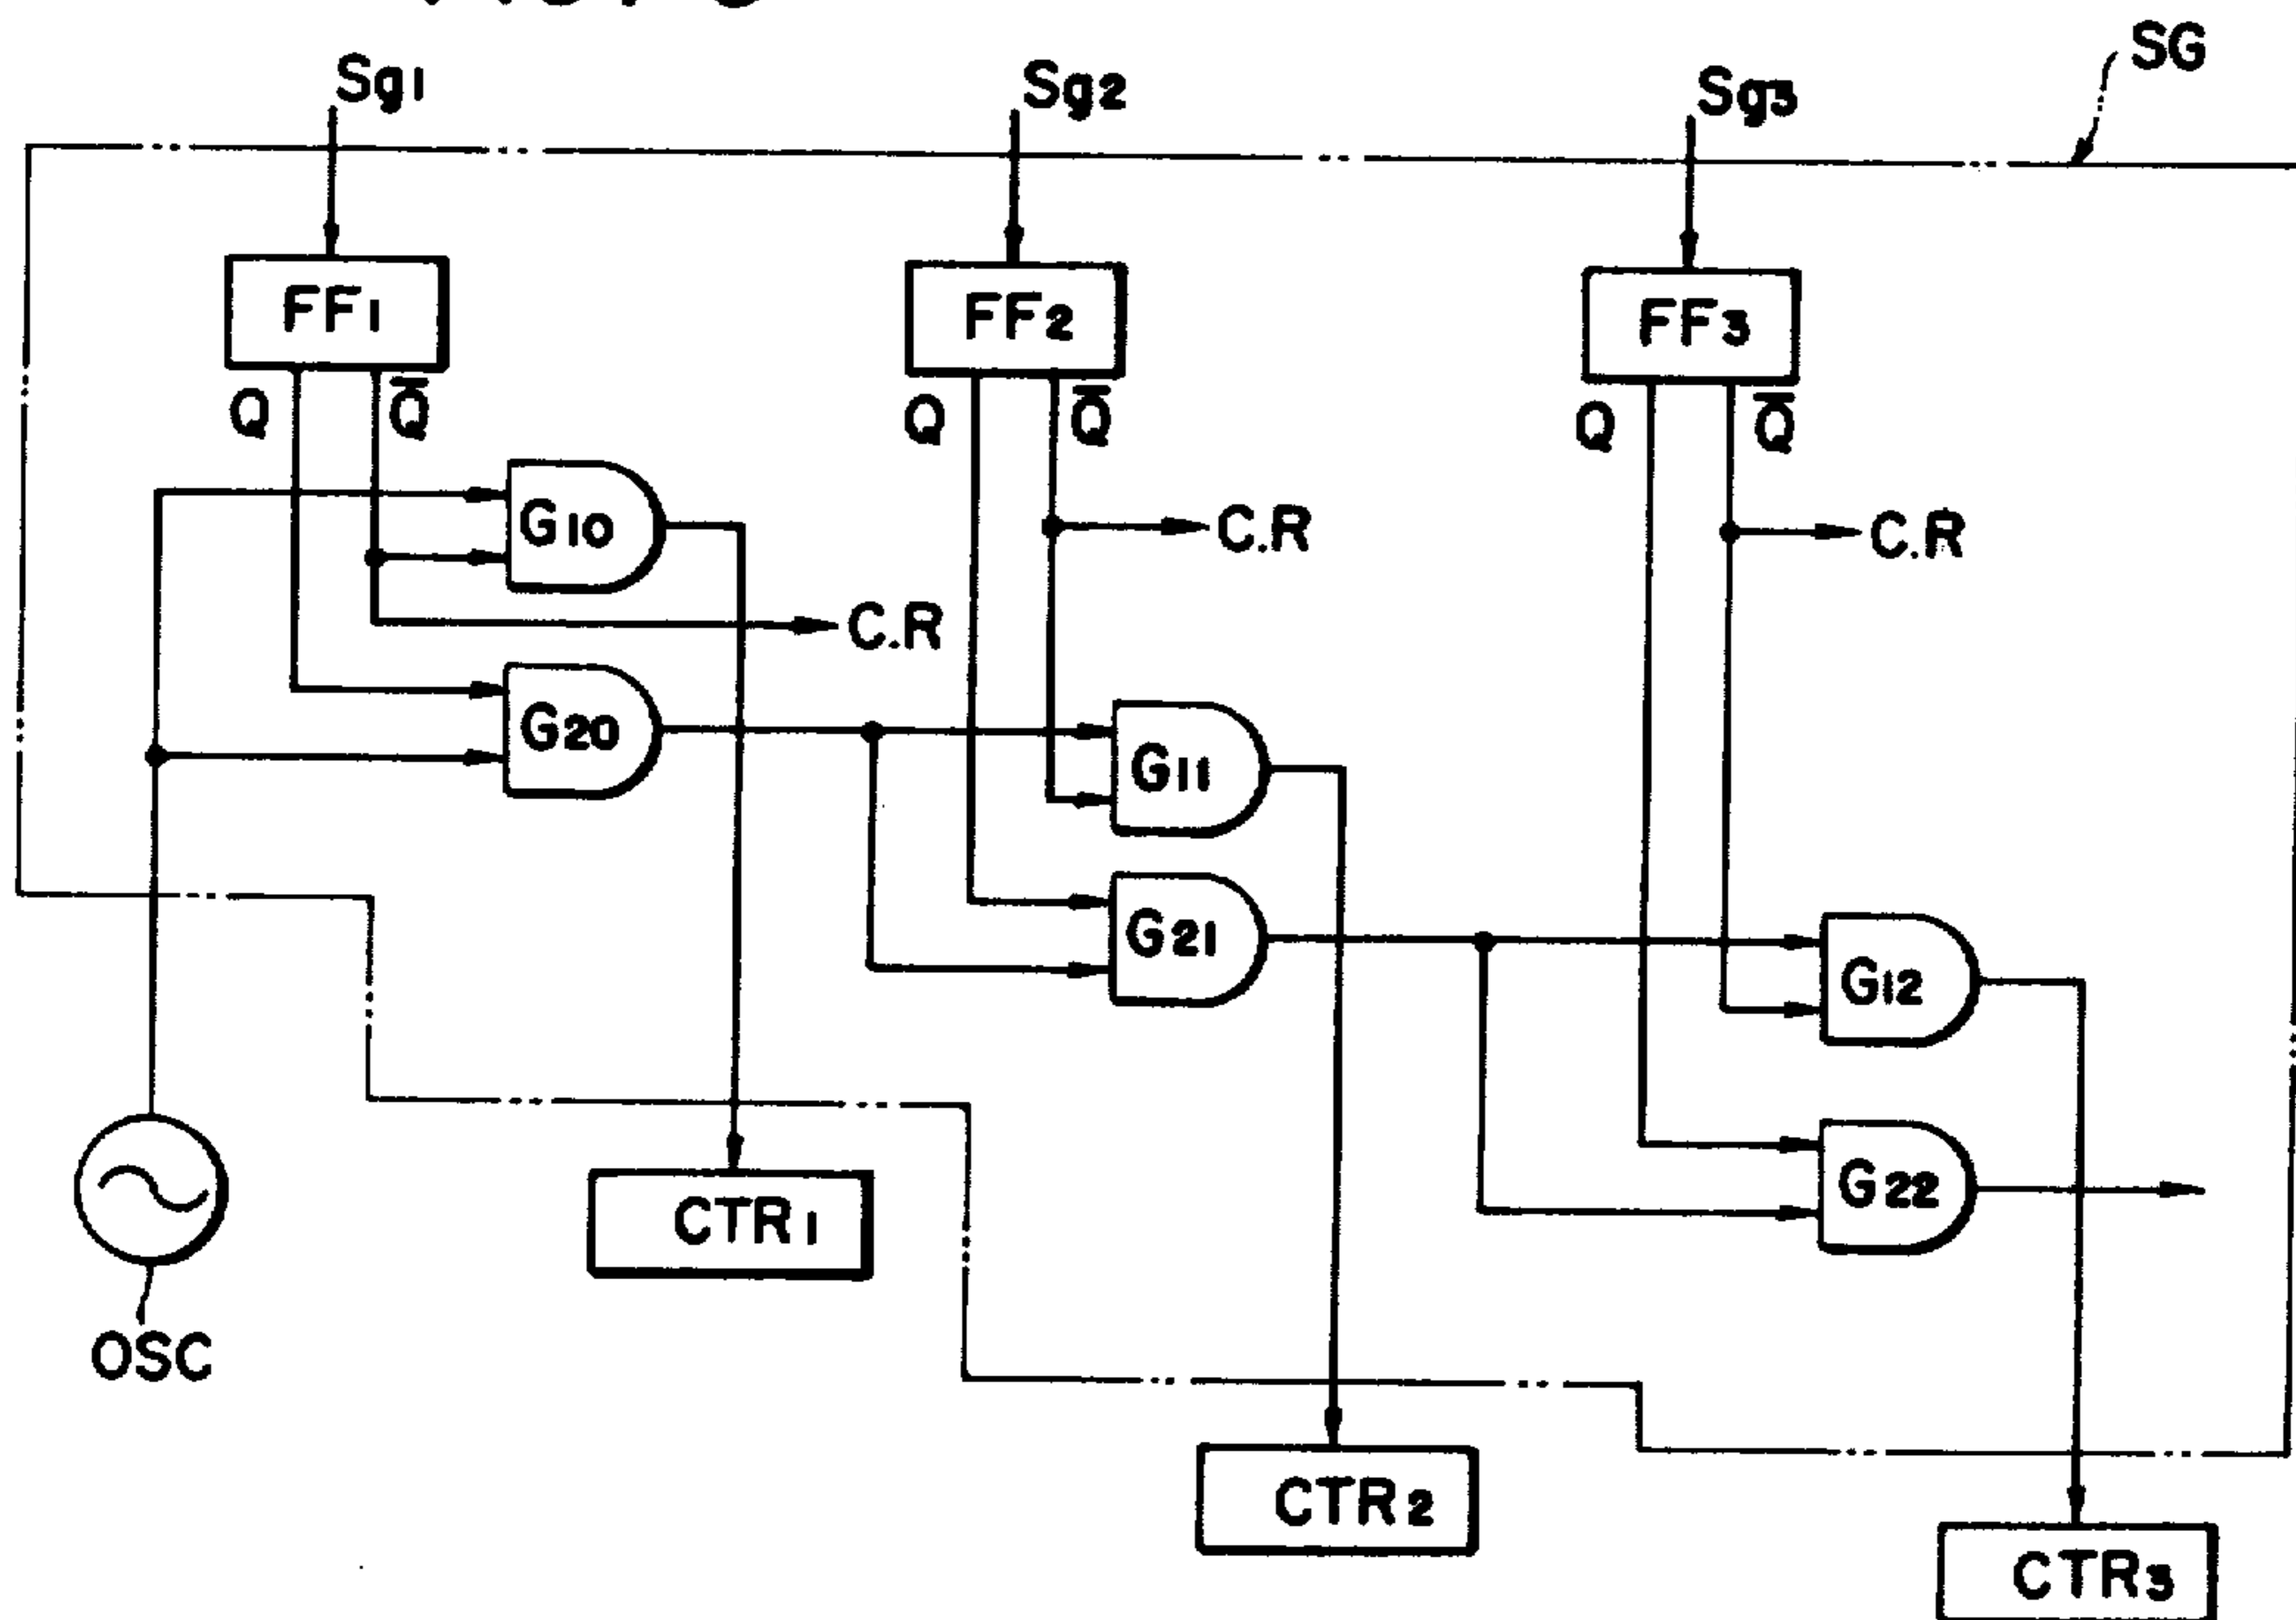 Sg1 Sg2 Sg3 SG
FF1 FF2 FF3
Q Q̅ Q Q̅ Q Q̅
G10 C.R C.R
C.R
G20 G11
G21 G12
G22
CTR1
OSC
CTR2
CTR3